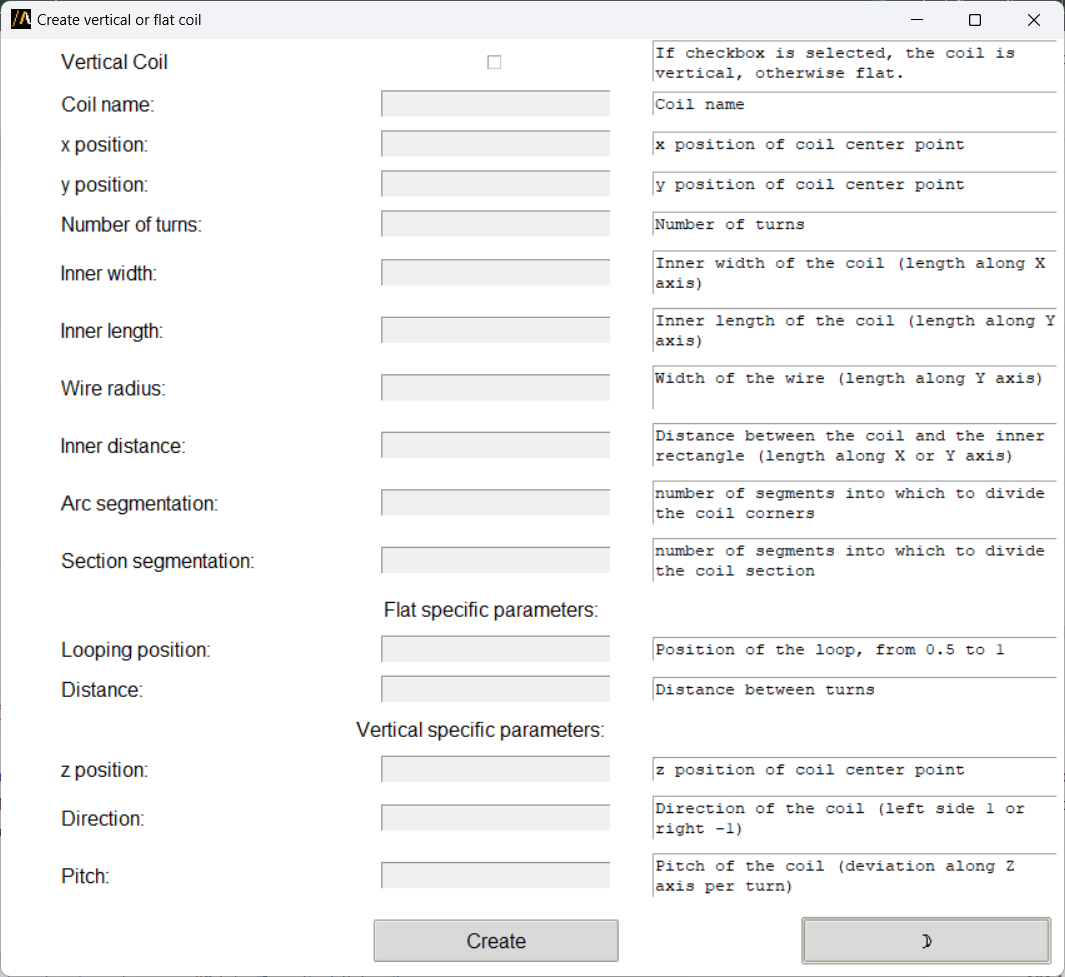 Create vertical or flat coil
Vertical Coil
If checkbox is selected, the coil is
vertical, otherwise flat.
Coil name:
Coil name
x position:
x position of coil center point
y position:
y position of coil center point
Number of turns:
Number of turns
Inner width:
Inner width of the coil (length along X
axis)
Inner length:
Inner length of the coil (length along Y
axis)
Wire radius:
Width of the wire (length along Y axis)
Inner distance:
Distance between the coil and the inner
rectangle (length along X or Y axis)
Arc segmentation:
number of segments into which to divide
the coil corners
Section segmentation:
number of segments into which to divide
the coil section
Flat specific parameters:
Looping position:
Position of the loop, from 0.5 to 1
Distance:
Distance between turns
Vertical specific parameters:
z position:
z position of coil center point
Direction:
Direction of the coil (left side 1 or
right -1)
Pitch:
Pitch of the coil (deviation along Z
axis per turn)
Create